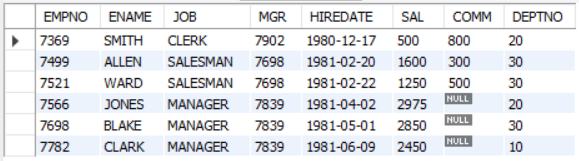 EMPNO ENAME JOB MGR HIREDATE SAL COMM DEPTNO
7369 SMITH CLERK 7902 1980-12-17 500 800 20
7499 ALLEN SALESMAN 7698 1981-02-20 1600 300 30
7521 WARD SALESMAN 7698 1981-02-22 1250 500 30
7566 JONES MANAGER 7839 1981-04-02 2975 NULL 20
7698 BLAKE MANAGER 7839 1981-05-01 2850 NULL 30
7782 CLARK MANAGER 7839 1981-06-09 2450 NULL 10